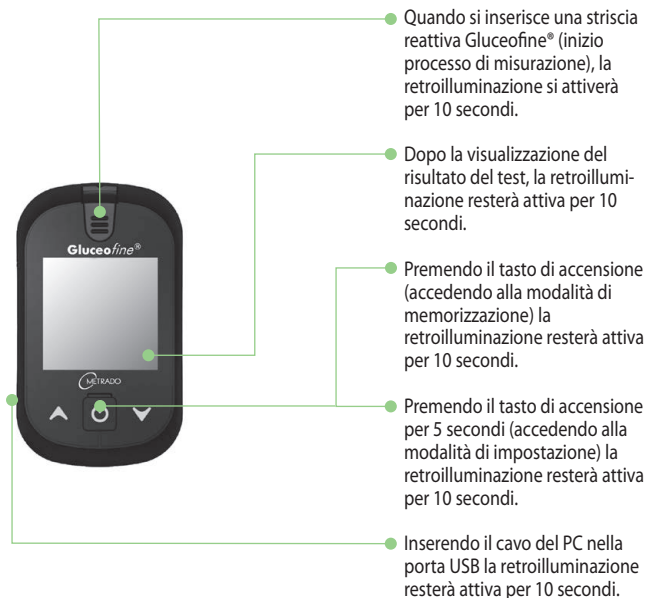 Quando si inserisce una striscia
reattiva Gluceofine® (inizio
processo di misurazione), la
retroilluminazione si attiverà
per 10 secondi.
Dopo la visualizzazione del
risultato del test, la retroillumi-
nazione resterà attiva per 10
secondi.
Gluceofine®
Premendo il tasto di accensione
(accedendo alla modalità di
memorizzazione) la
retroilluminazione resterà attiva
per 10 secondi.
METRADO
Premendo il tasto di accensione
per 5 secondi (accedendo alla
modalità di impostazione) la
retroilluminazione resterà attiva
per 10 secondi.
Inserendo il cavo del PC nella
porta USB la retroilluminazione
resterà attiva per 10 secondi.